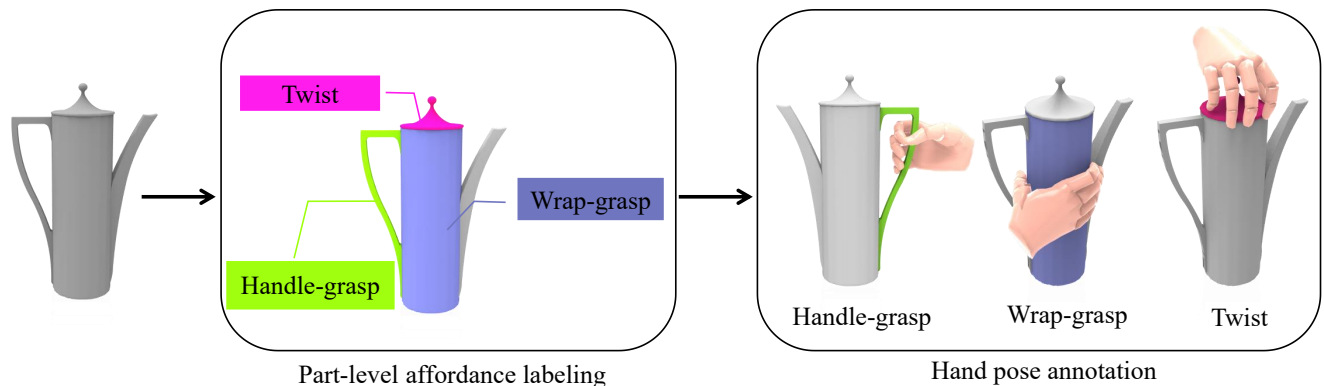 Twist
Wrap-grasp
Handle-grasp
Part-level affordance labeling
Handle-grasp
Wrap-grasp
Twist
Hand pose annotation